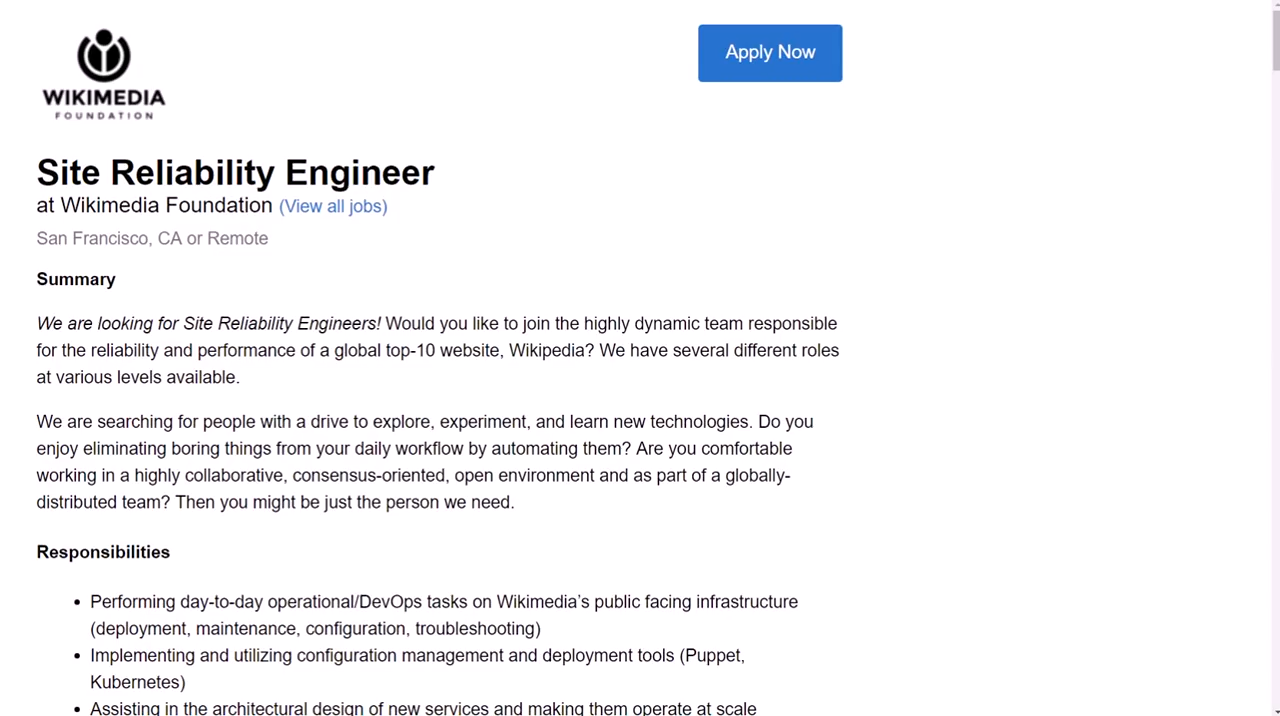 Apply Now
WIKIMEDIA
FOUNDATION
Site Reliability Engineer
at Wikimedia Foundation (View all jobs)
San Francisco, CA or Remote
Summary
We are looking for Site Reliability Engineers! Would you like to join the highly dynamic team responsible
for the reliability and performance of a global top-10 website, Wikipedia? We have several different roles
at various levels available.
We are searching for people with a drive to explore, experiment, and learn new technologies. Do you
enjoy eliminating boring things from your daily workflow by automating them? Are you comfortable
working in a highly collaborative, consensus-oriented, open environment and as part of a globally-
distributed team? Then you might be just the person we need.
Responsibilities
• Performing day-to-day operational/DevOps tasks on Wikimedia’s public facing infrastructure
(deployment, maintenance, configuration, troubleshooting)
• Implementing and utilizing configuration management and deployment tools (Puppet,
Kubernetes)
• Assisting in the architectural design of new services and making them operate at scale